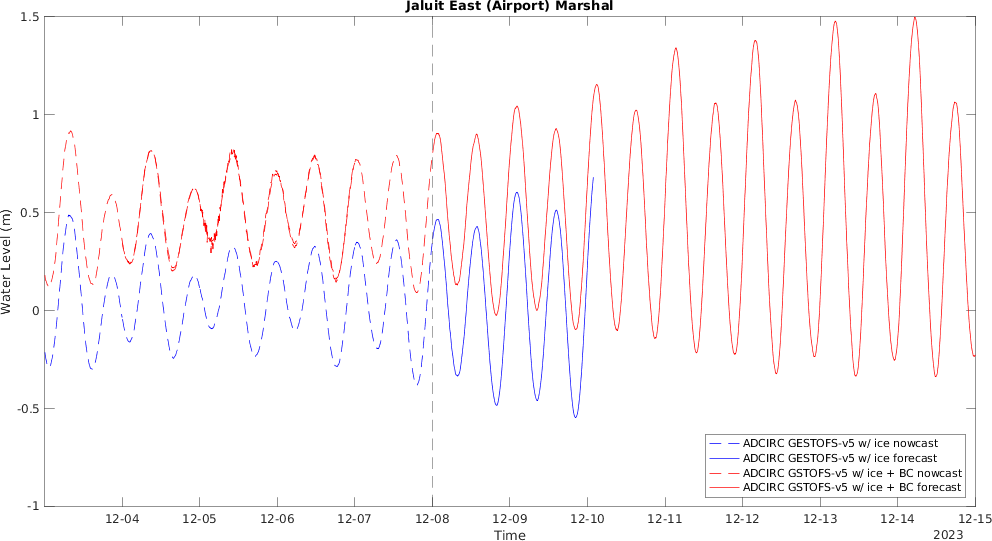 Jaluit East (Airport) Marshal
1.5
1
0.5
0
-0.5
-1
Water Level (m)
12-04 12-05 12-06 12-07 12-08 12-09 12-10 12-11 12-12 12-13 12-14 12-15
Time
2023
ADCIRC GESTOFS-v5 w/ ice nowcast
ADCIRC GESTOFS-v5 w/ ice forecast
ADCIRC GSTOFS-v5 w/ ice + BC nowcast
ADCIRC GSTOFS-v5 w/ ice + BC forecast